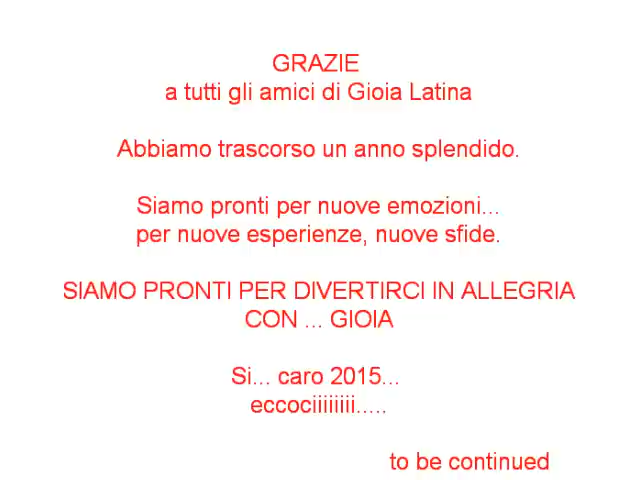 GRAZIE
a tutti gli amici di Gioia Latina
Abbiamo trascorso un anno splendido.
Siamo pronti per nuove emozioni...
per nuove esperienze, nuove sfide.
SIAMO PRONTI PER DIVERTIRCI IN ALLEGRIA
CON ... GIOIA
Si... caro 2015...
eccociiiiiiii.....
to be continued